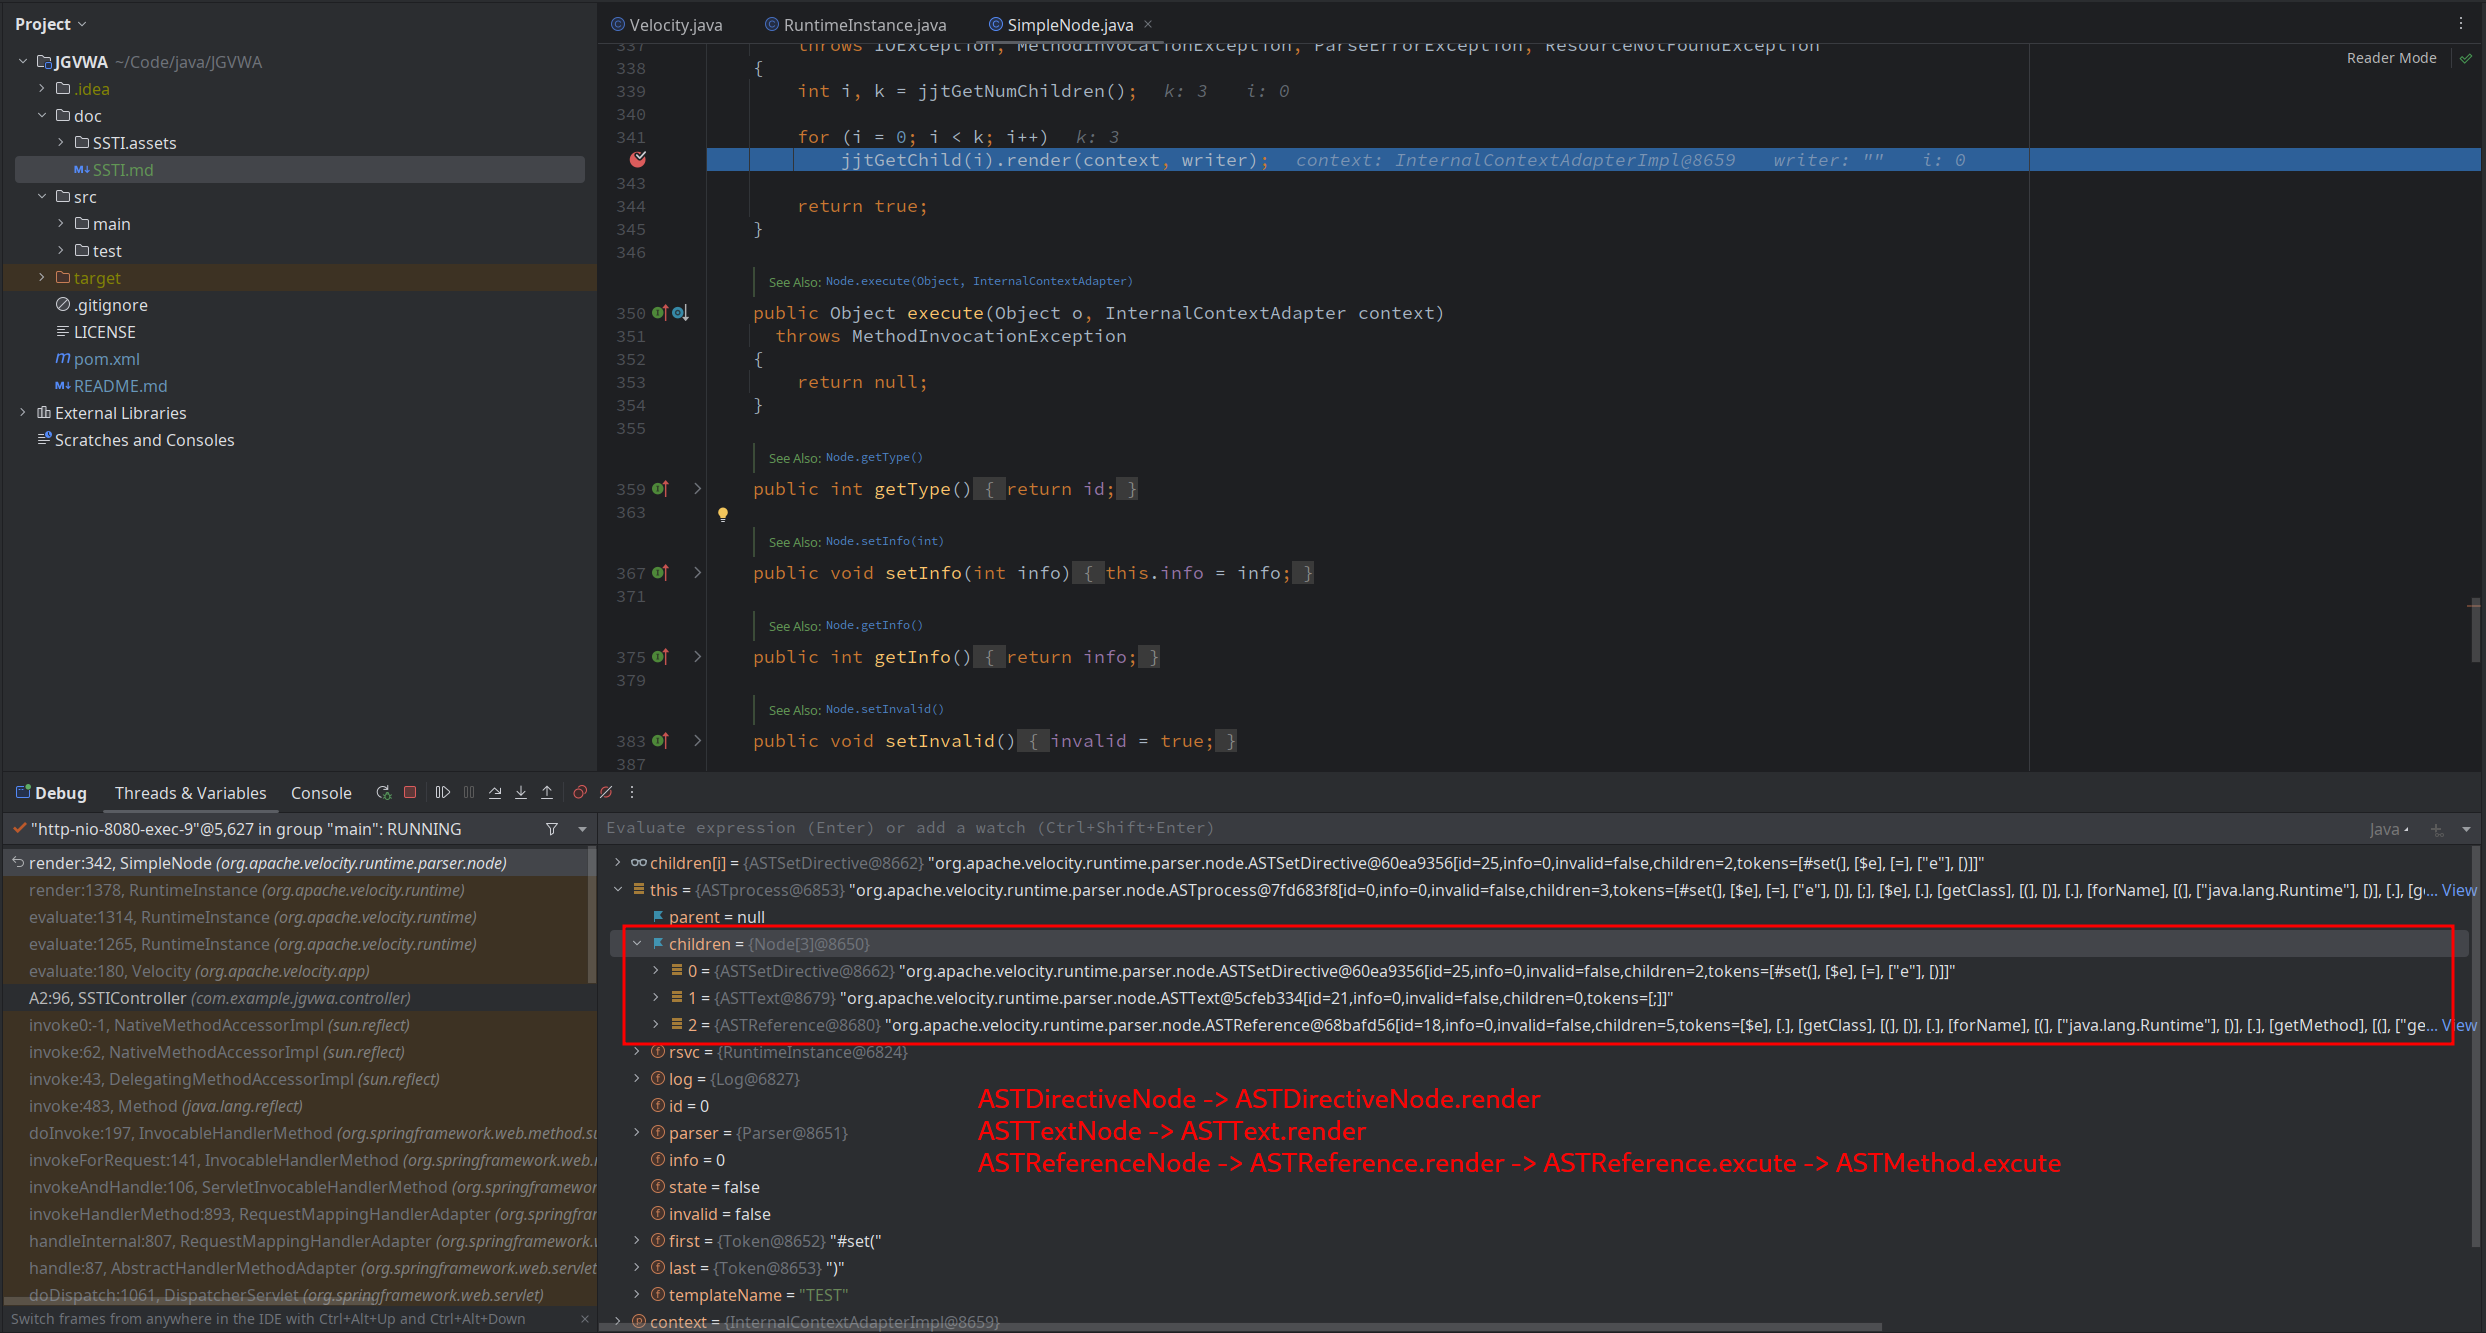 Project
Velocity.java
RuntimeInstance.java
SimpleNode.java
JGVWA ~/Code/java/JGVWA
.idea
doc
SSTI.assets
SSTI.md
src
main
test
target
.gitignore
LICENSE
pom.xml
README.md
External Libraries
Scratches and Consoles
Reader Mode
337 throws IOException, MethodInvocationException, ParseErrorException, ResourceNotFoundException
338 {
339 int i, k = jjtGetNumChildren(); k: 3 i: 0
340
341 for (i = 0; i < k; i++) k: 3
jjtGetChild(i).render(context, writer); context: InternalContextAdapterImpl@8659 writer: "" i: 0
343
344 return true;
345 }
346
See Also: Node.execute(Object, InternalContextAdapter)
350 public Object execute(Object o, InternalContextAdapter context)
351 throws MethodInvocationException
352 {
353 return null;
354 }
355
See Also: Node.getType()
359 public int getType() { return id; }
363
See Also: Node.setInfo(int)
367 public void setInfo(int info) { this.info = info; }
371
See Also: Node.getInfo()
375 public int getInfo() { return info; }
379
See Also: Node.setInvalid()
383 public void setInvalid() { invalid = true; }
387
Debug Threads & Variables Console
"http-nio-8080-exec-9"@5,627 in group "main": RUNNING
render:342, SimpleNode (org.apache.velocity.runtime.parser.node)
render:1378, RuntimeInstance (org.apache.velocity.runtime)
evaluate:1314, RuntimeInstance (org.apache.velocity.runtime)
evaluate:1265, RuntimeInstance (org.apache.velocity.runtime)
evaluate:180, Velocity (org.apache.velocity.app)
A2:96, SSTIController (com.example.jgvwa.controller)
invoke0:-1, NativeMethodAccessorImpl (sun.reflect)
invoke:62, NativeMethodAccessorImpl (sun.reflect)
invoke:43, DelegatingMethodAccessorImpl (sun.reflect)
invoke:483, Method (java.lang.reflect)
doInvoke:197, InvocableHandlerMethod (org.springframework.web.method.su
invokeForRequest:141, InvocableHandlerMethod (org.springframework.web.
invokeAndHandle:106, ServletInvocableHandlerMethod (org.springframewor
invokeHandlerMethod:893, RequestMappingHandlerAdapter (org.springfra
handleInternal:807, RequestMappingHandlerAdapter (org.springframework.
handle:87, AbstractHandlerMethodAdapter (org.springframework.web.servlet
doDispatch:1061, DispatcherServlet (org.springframework.web.servlet)
Switch frames from anywhere in the IDE with Ctrl+Alt+Up and Ctrl+Alt+Down
Evaluate expression (Enter) or add a watch (Ctrl+Shift+Enter)
Java
children[i] = {ASTSetDirective@8662} "org.apache.velocity.runtime.parser.node.ASTSetDirective@60ea9356[id=25,info=0,invalid=false,children=2,tokens=[#set(], [$e], [=], ["e"], [)]]"
this = {ASTprocess@6853} "org.apache.velocity.runtime.parser.node.ASTprocess@7fd683f8[id=0,info=0,invalid=false,children=3,tokens=[#set(], [$e], [=], ["e"], [)], [;], [$e], [.], [getClass], [(], [)], [.], [forName], [(], ["java.lang.Runtime"], [)], [.], [g... View
parent = null
children = {Node[3]@8650}
0 = {ASTSetDirective@8662} "org.apache.velocity.runtime.parser.node.ASTSetDirective@60ea9356[id=25,info=0,invalid=false,children=2,tokens=[#set(], [$e], [=], ["e"], [)]]"
1 = {ASTText@8679} "org.apache.velocity.runtime.parser.node.ASTText@5cfeb334[id=21,info=0,invalid=false,children=0,tokens=[;]]"
2 = {ASTReference@8680} "org.apache.velocity.runtime.parser.node.ASTReference@68bafd56[id=18,info=0,invalid=false,children=5,tokens=[$e], [.], [getClass], [(], [)], [.], [forName], [(], ["java.lang.Runtime"], [)], [.], [getMethod], [(], ["ge... View
rsvc = {RuntimeInstance@6824}
log = {Log@6827}
id = 0
parser = {Parser@8651}
info = 0
state = false
invalid = false
first = {Token@8652} "#set("
last = {Token@8653} ")"
templateName = "TEST"
context = {InternalContextAdapterImpl@8659}
ASTDirectiveNode -> ASTDirectiveNode.render
ASTTextNode -> ASTText.render
ASTReferenceNode -> ASTReference.render -> ASTReference.excute -> ASTMethod.excute